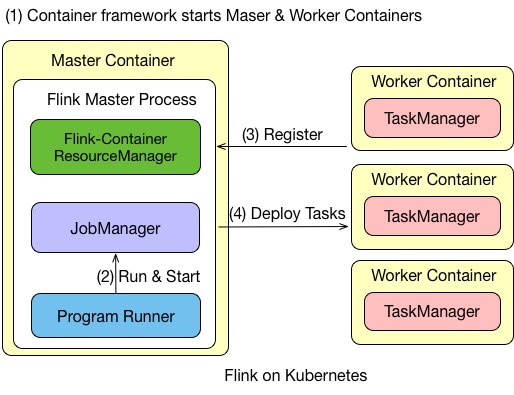 (1) Container framework starts Maser & Worker Containers
Master Container
Flink Master Process
Flink-Container
ResourceManager
JobManager
(2) Run & Start
Program Runner
(3) Register
(4) Deploy Tasks
Worker Container
TaskManager
Worker Container
TaskManager
Worker Container
TaskManager
Flink on Kubernetes